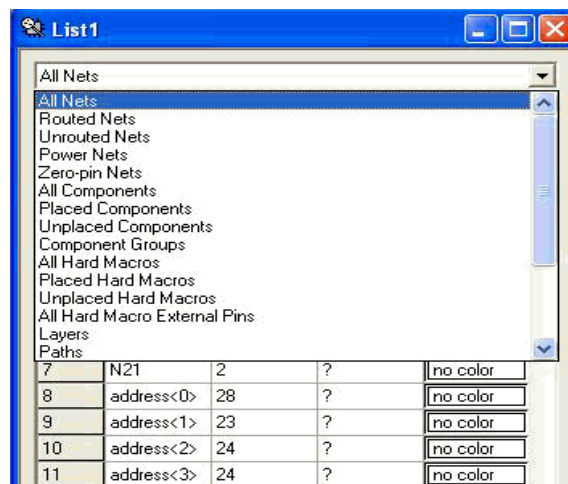 List1
All Nets
All Nets
Routed Nets
Unrouted Nets
Power Nets
Zero-pin Nets
All Components
Placed Components
Unplaced Components
Component Groups
All Hard Macros
Placed Hard Macros
Unplaced Hard Macros
All Hard Macro External Pins
Layers
Paths
7 N21 2 ? no color
8 address<0> 28 ? no color
9 address<1> 23 ? no color
10 address<2> 24 ? no color
11 address<3> 24 ? no color